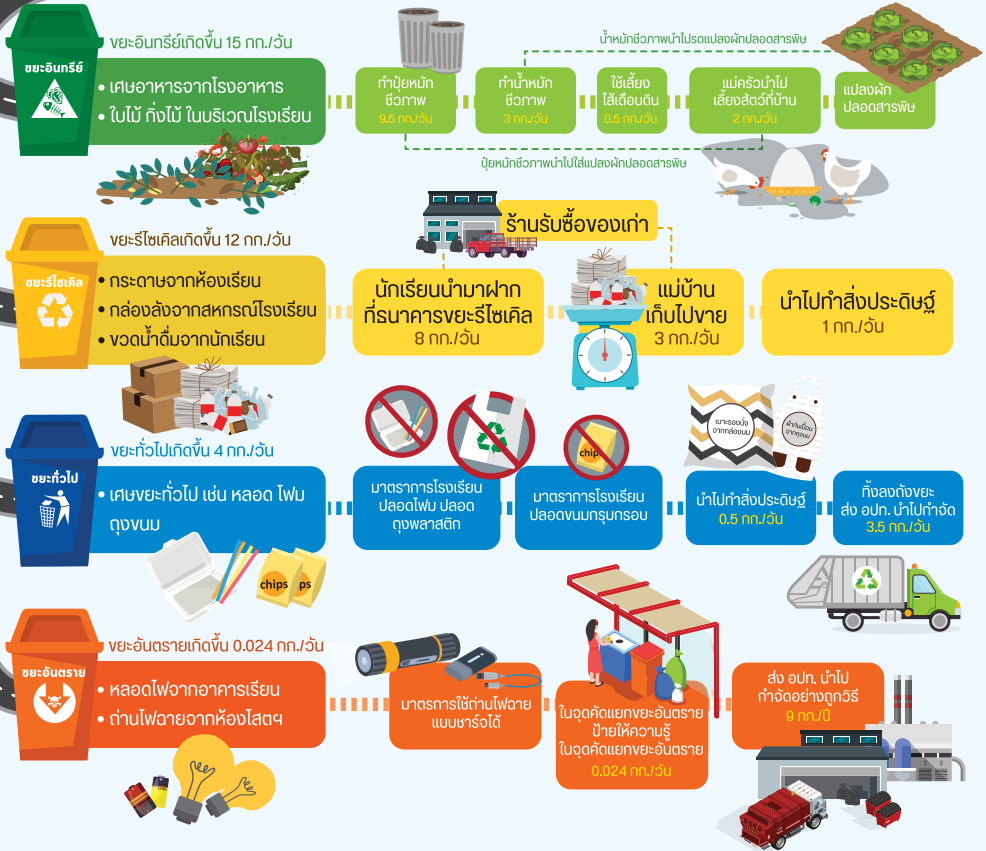 ขยะอินทรีย์เกิดขึ้น 15 กก./วัน
ขยะอินทรีย์
• เศษอาหารจากโรงอาหาร
• ใบไม้ กิ่งไม้ ในบริเวณโรงเรียน
น้ำหมักชีวภาพนำไปรดแปลงผักปลอดสารพิษ
ทำปุ๋ยหมัก
ชีวภาพ
9.5 กก./วัน
ทำน้ำหมัก
ชีวภาพ
3 กก./วัน
ใช้เลี้ยง
ไส้เดือนดิน
0.5 กก./วัน
แม่ครัวนำไป
เลี้ยงสัตว์ที่บ้าน
2 กก./วัน
แปลงผัก
ปลอดสารพิษ
ปุ๋ยหมักชีวภาพนำไปใส่แปลงผักปลอดสารพิษ
ขยะรีไซเคิลเกิดขึ้น 12 กก./วัน
ขยะรีไซเคิล
• กระดาษจากห้องเรียน
• กล่องลังจากสหกรณ์โรงเรียน
• ขวดน้ำดื่มจากนักเรียน
ร้านรับซื้อของเก่า
นักเรียนนำมาฝาก
ที่ธนาคารขยะรีไซเคิล
8 กก./วัน
แม่บ้าน
เก็บไปขาย
3 กก./วัน
นำไปทำสิ่งประดิษฐ์
1 กก./วัน
ขยะทั่วไปเกิดขึ้น 4 กก./วัน
ขยะทั่วไป
• เศษขยะทั่วไป เช่น หลอด โฟม
ถุงขนม
chips
ps
มาตราการโรงเรียน
ปลอดโฟม ปลอด
ถุงพลาสติก
chip
มาตราการโรงเรียน
ปลอดขนมกรุบกรอบ
เบาะรองนั่ง
จากกล่องนม
ผ้ากันเปื้อน
จากถุงนม
นำไปทำสิ่งประดิษฐ์
0.5 กก./วัน
ทิ้งลงถังขยะ
ส่ง อปท. นำไปกำจัด
3.5 กก./วัน
ขยะอันตรายเกิดขึ้น 0.024 กก./วัน
ขยะอันตราย
• หลอดไฟจากอาคารเรียน
• ถ่านไฟฉายจากห้องโสตฯ
มาตรการใช้ถ่านไฟฉาย
แบบชาร์จได้
ในจุดคัดแยกขยะอันตราย
ป้ายให้ความรู้
ในจุดคัดแยกขยะอันตราย
0.024 กก./วัน
ส่ง อปท. นำไป
กำจัดอย่างถูกวิธี
9 กก./ปี